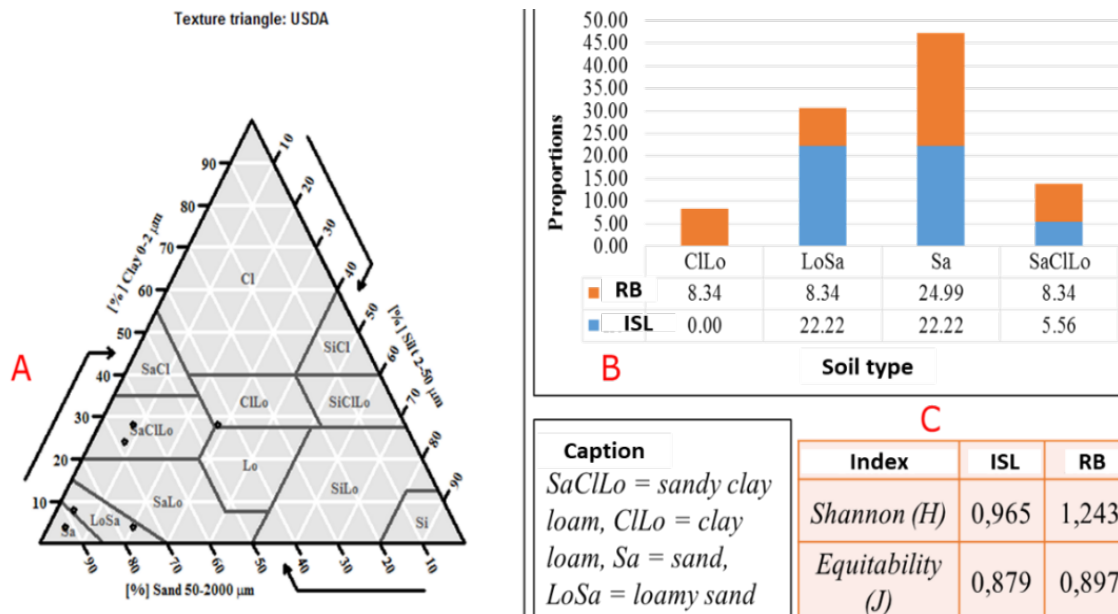 Texture triangle: USDA
10
20
30
40
50
60
70
80
90
[%] Silt 2-50 µm
90
80
70
60
50
40
30
20
10
[%] Clay 0-2 µm
Cl
SiCl
SaCl
ClLo
SiClLo
SaClLo
Lo
SaLo
SiLo
LoSa
Sa
Si
90
80
70
60
50
40
30
20
10
[%] Sand 50-2000 µm
A
Proportions
50.00
45.00
40.00
35.00
30.00
25.00
20.00
15.00
10.00
5.00
0.00
ClLo LoSa Sa SaClLo
RB 8.34 8.34 24.99 8.34
ISL 0.00 22.22 22.22 5.56
B
Soil type
Caption
SaClLo = sandy clay
loam, ClLo = clay
loam, Sa = sand,
LoSa = loamy sand
C
Index ISL RB
Shannon (H) 0,965 1,243
Equitability
(J) 0,879 0,897